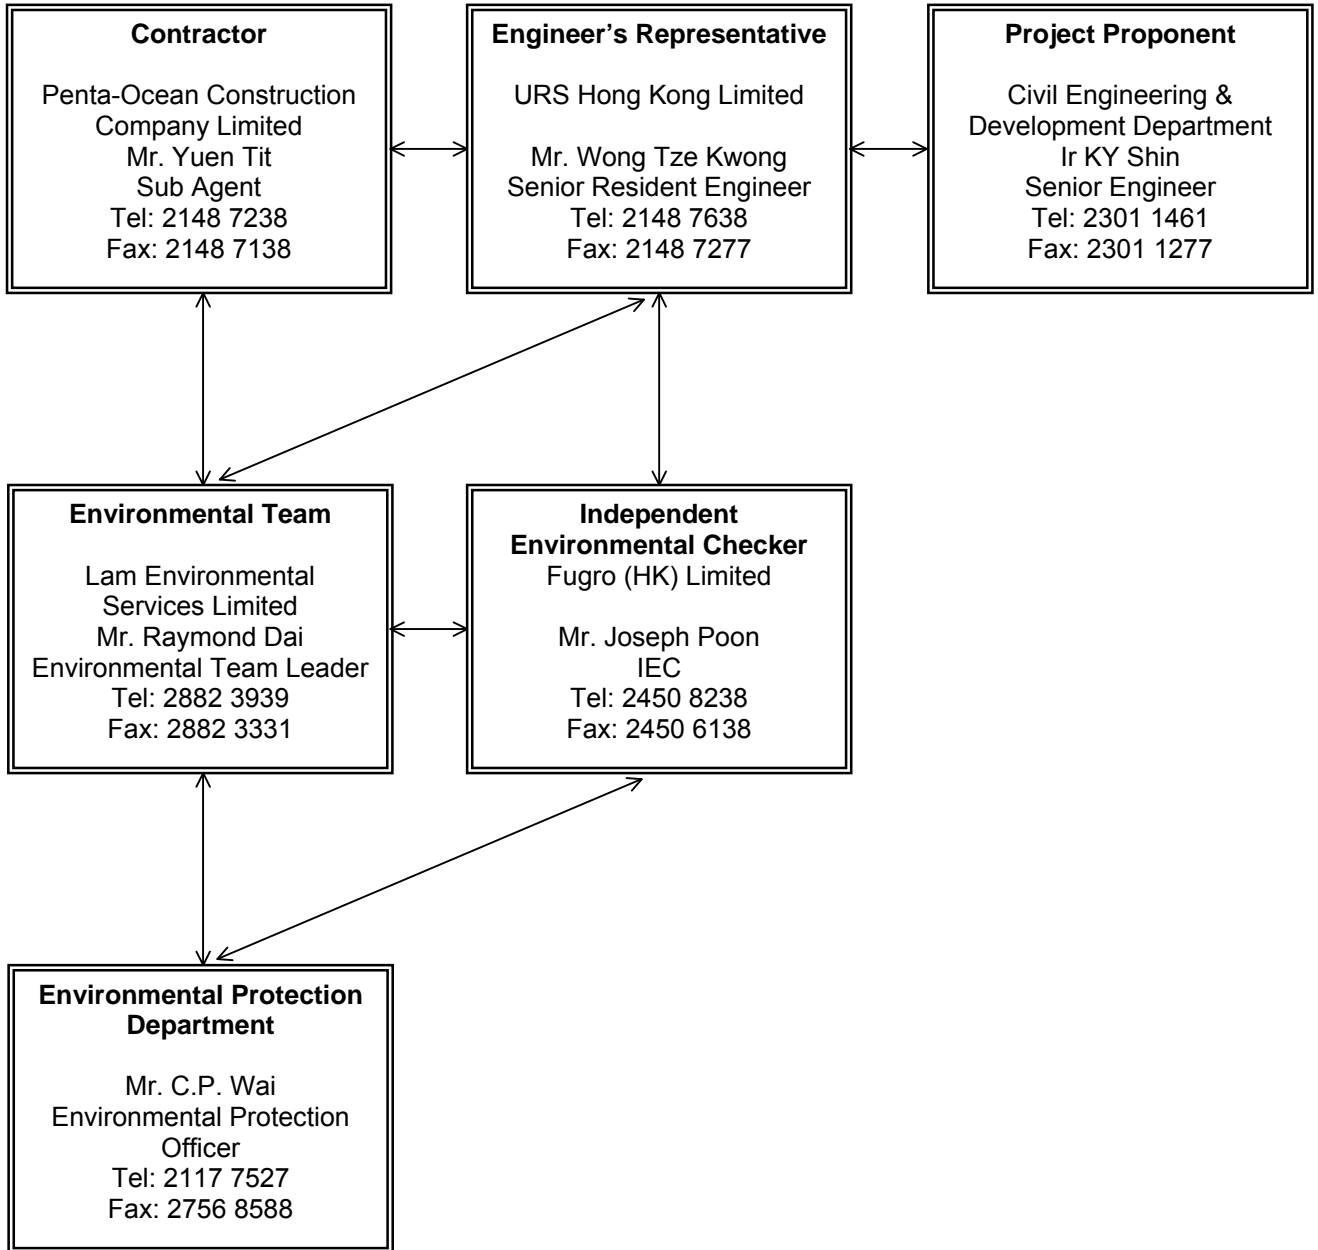 Contractor
Penta-Ocean Construction
Company Limited
Mr. Yuen Tit
Sub Agent
Tel: 2148 7238
Fax: 2148 7138
Engineer's Representative
URS Hong Kong Limited
Mr. Wong Tze Kwong
Senior Resident Engineer
Tel: 2148 7638
Fax: 2148 7277
Project Proponent
Civil Engineering &
Development Department
Ir KY Shin
Senior Engineer
Tel: 2301 1461
Fax: 2301 1277
Environmental Team
Lam Environmental
Services Limited
Mr. Raymond Dai
Environmental Team Leader
Tel: 2882 3939
Fax: 2882 3331
Independent
Environmental Checker
Fugro (HK) Limited
Mr. Joseph Poon
IEC
Tel: 2450 8238
Fax: 2450 6138
Environmental Protection
Department
Mr. C.P. Wai
Environmental Protection
Officer
Tel: 2117 7527
Fax: 2756 8588